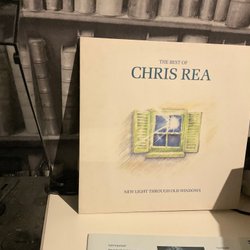 THE BEST OF
CHRIS REA
NEW LIGHT THROUGH OLD WINDOWS